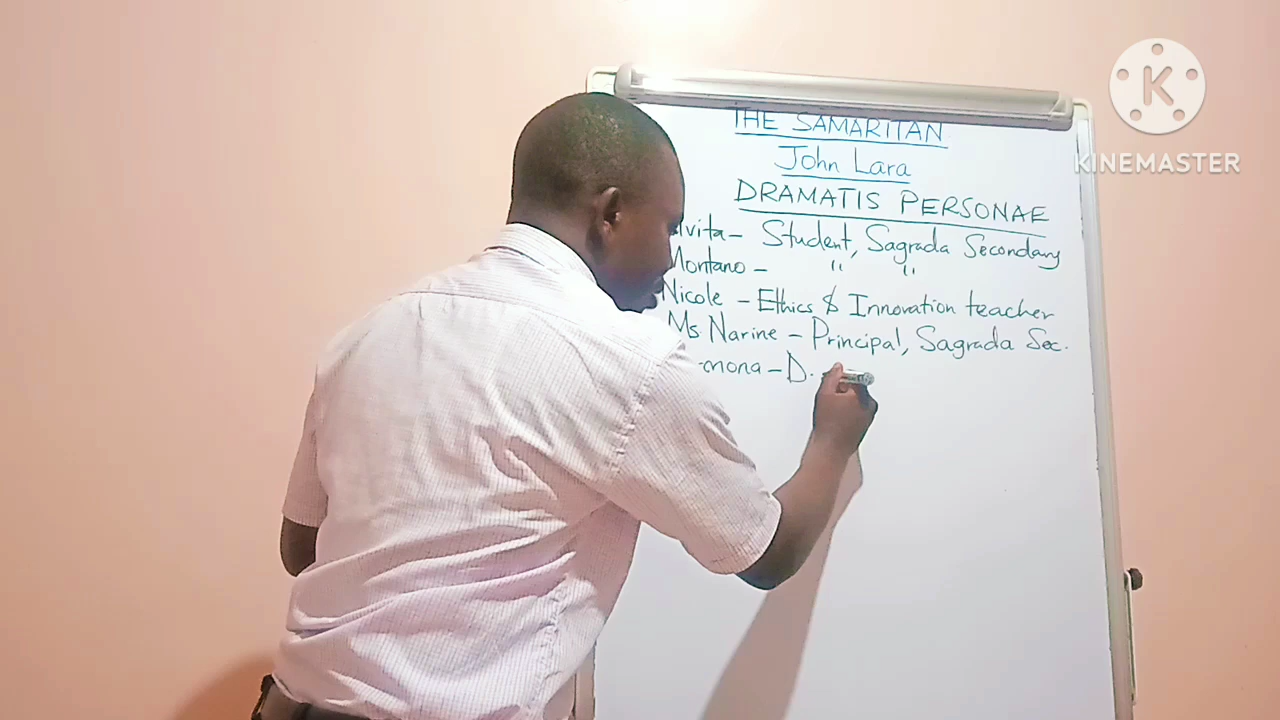 THE SAMARITAN
John Lara
DRAMATIS PERSONAE
lvita - Student, Sagrada Secondary
Montano - " "
Nicole - Ethics & Innovation teacher
Ms Narine - Principal, Sagrada Sec.
mona - D.
KINEMASTER